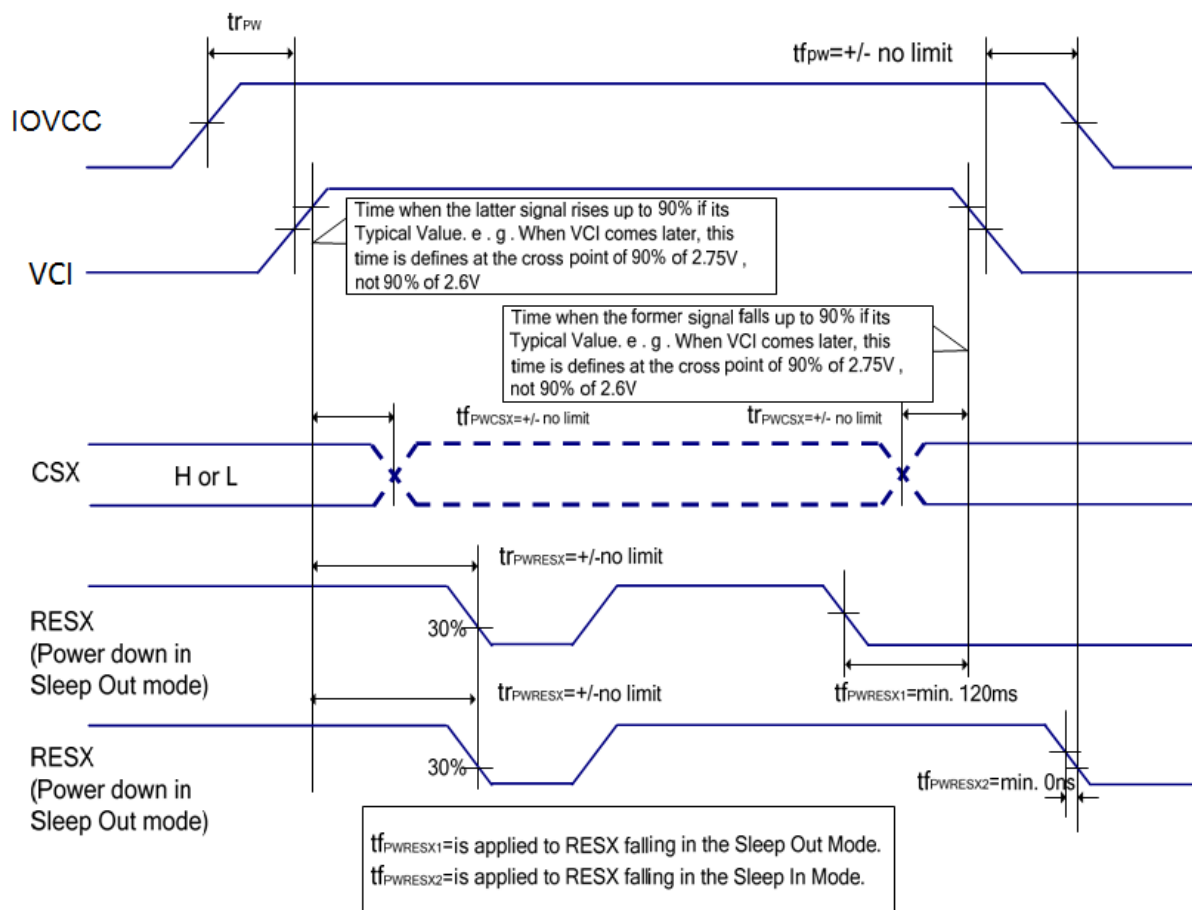 trPW
tfpw=+/- no limit
IOVCC
VCI
Time when the latter signal rises up to 90% if its
Typical Value. e . g . When VCI comes later, this
time is defines at the cross point of 90% of 2.75V ,
not 90% of 2.6V
Time when the former signal falls up to 90% if its
Typical Value. e . g . When VCI comes later, this
time is defines at the cross point of 90% of 2.75V ,
not 90% of 2.6V
tfPWCSX=+/- no limit
trPWCSX=+/- no limit
CSX
H or L
trPWRESX=+/-no limit
RESX
(Power down in
Sleep Out mode)
30%
trPWRESX=+/-no limit
tfPWRESX1=min. 120ms
RESX
(Power down in
Sleep Out mode)
30%
tfPWRESX2=min. 0ns
tfPWRESX1=is applied to RESX falling in the Sleep Out Mode.
tfPWRESX2=is applied to RESX falling in the Sleep In Mode.